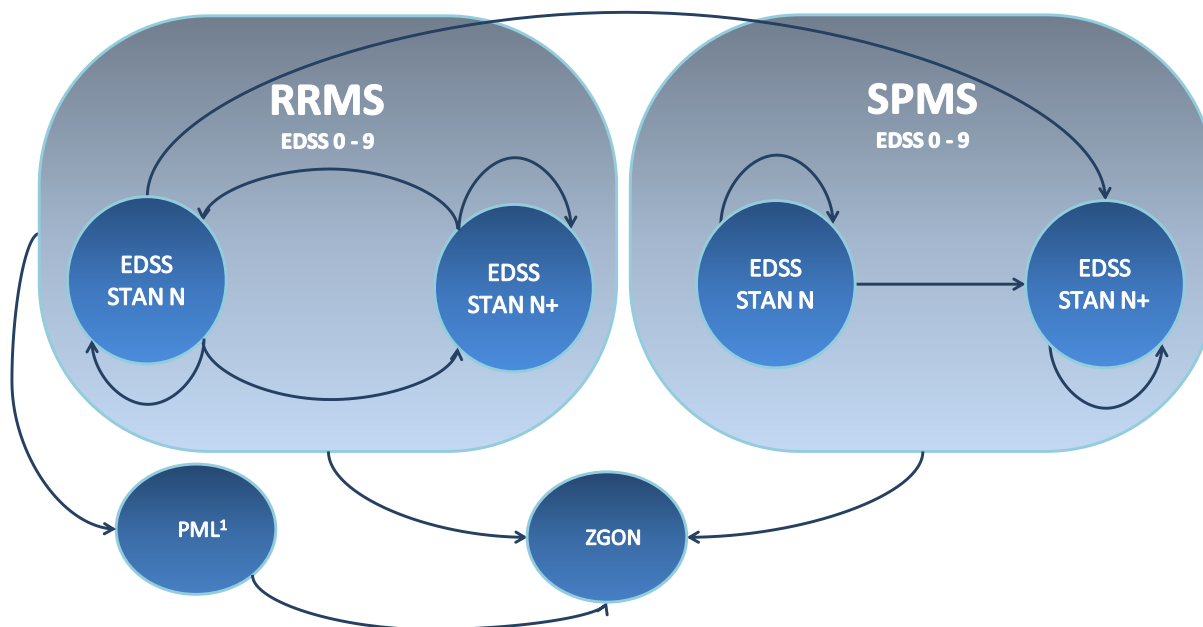 RRMS
EDSS 0 - 9
EDSS
STAN N
EDSS
STAN N+
SPMS
EDSS 0 - 9
EDSS
STAN N
EDSS
STAN N+
PML¹
ZGON